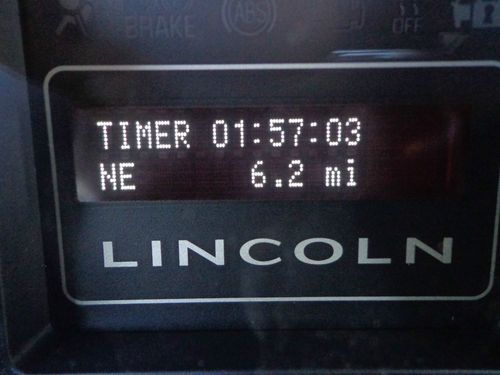 BRAKE
ABS
OFF
TIMER 01:57:03
NE 6.2 mi
LINCOLN